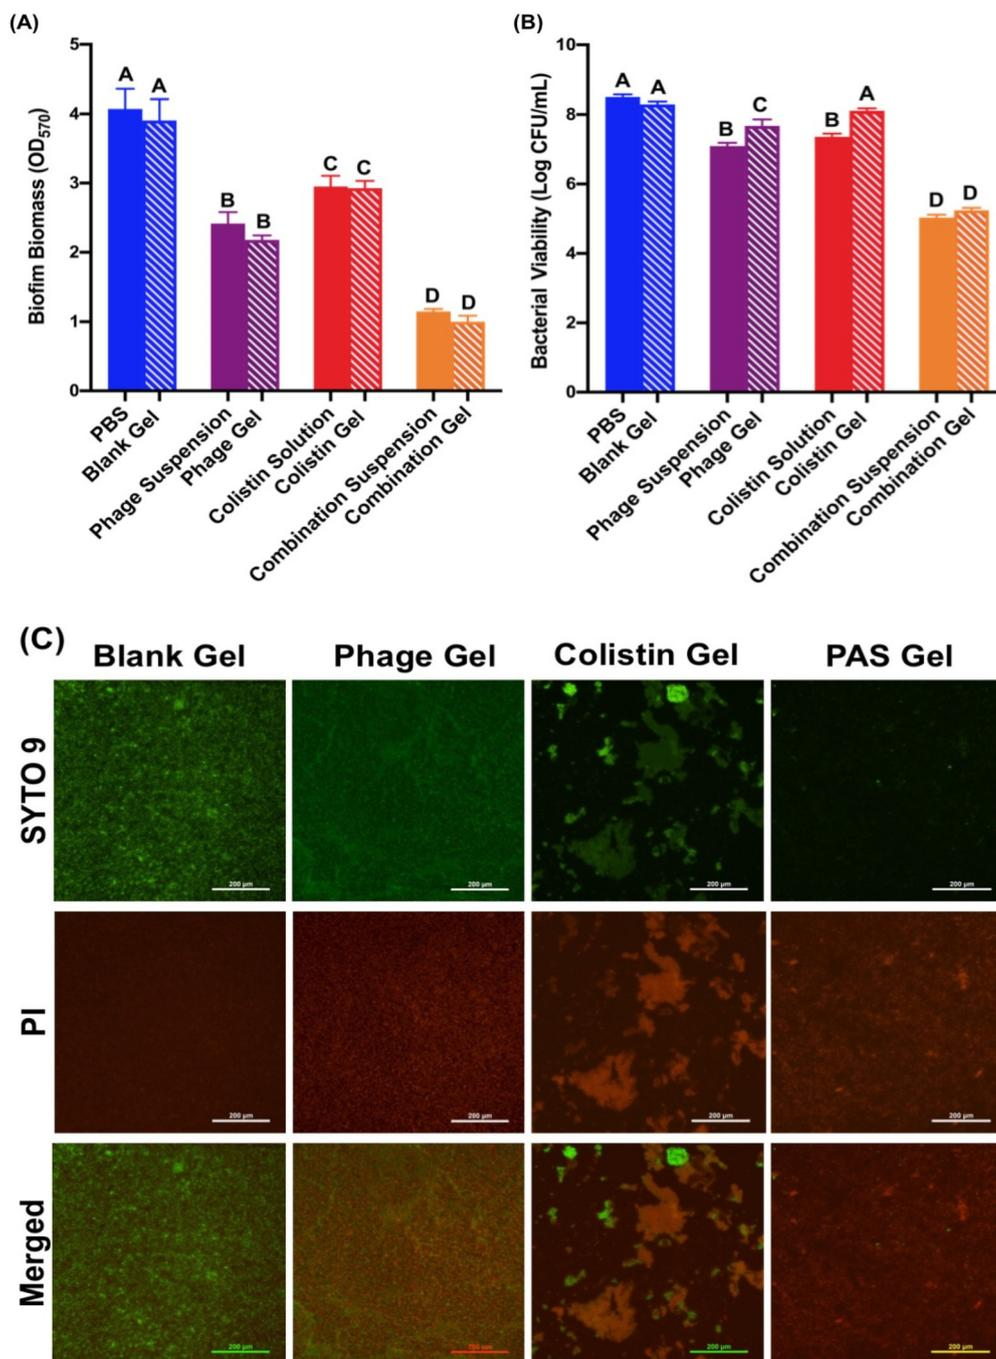 (A)
Biofim Biomass (OD570)
5
4
3
2
1
0
A
A
B
B
C
C
D
D
PBS
Blank Gel
Phage Suspension
Phage Gel
Colistin Solution
Colistin Gel
Combination Suspension
Combination Gel
(B)
Bacterial Viability (Log CFU/mL)
10
8
6
4
2
0
A
A
B
C
B
A
D
D
PBS
Blank Gel
Phage Suspension
Phage Gel
Colistin Solution
Colistin Gel
Combination Suspension
Combination Gel
(C)
Blank Gel
Phage Gel
Colistin Gel
PAS Gel
SYTO 9
200 µm
200 µm
200 µm
200 µm
PI
200 µm
200 µm
200 µm
200 µm
Merged
200 µm
200 µm
200 µm